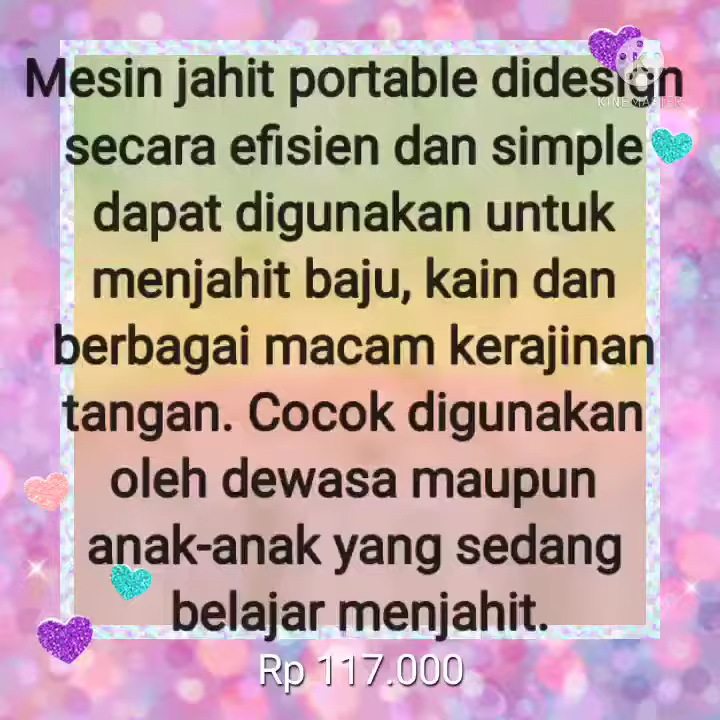 KINEMASTER
Mesin jahit portable didesign
secara efisien dan simple
dapat digunakan untuk
menjahit baju, kain dan
berbagai macam kerajinan
tangan. Cocok digunakan
oleh dewasa maupun
anak-anak yang sedang
belajar menjahit.
Rp 117.000